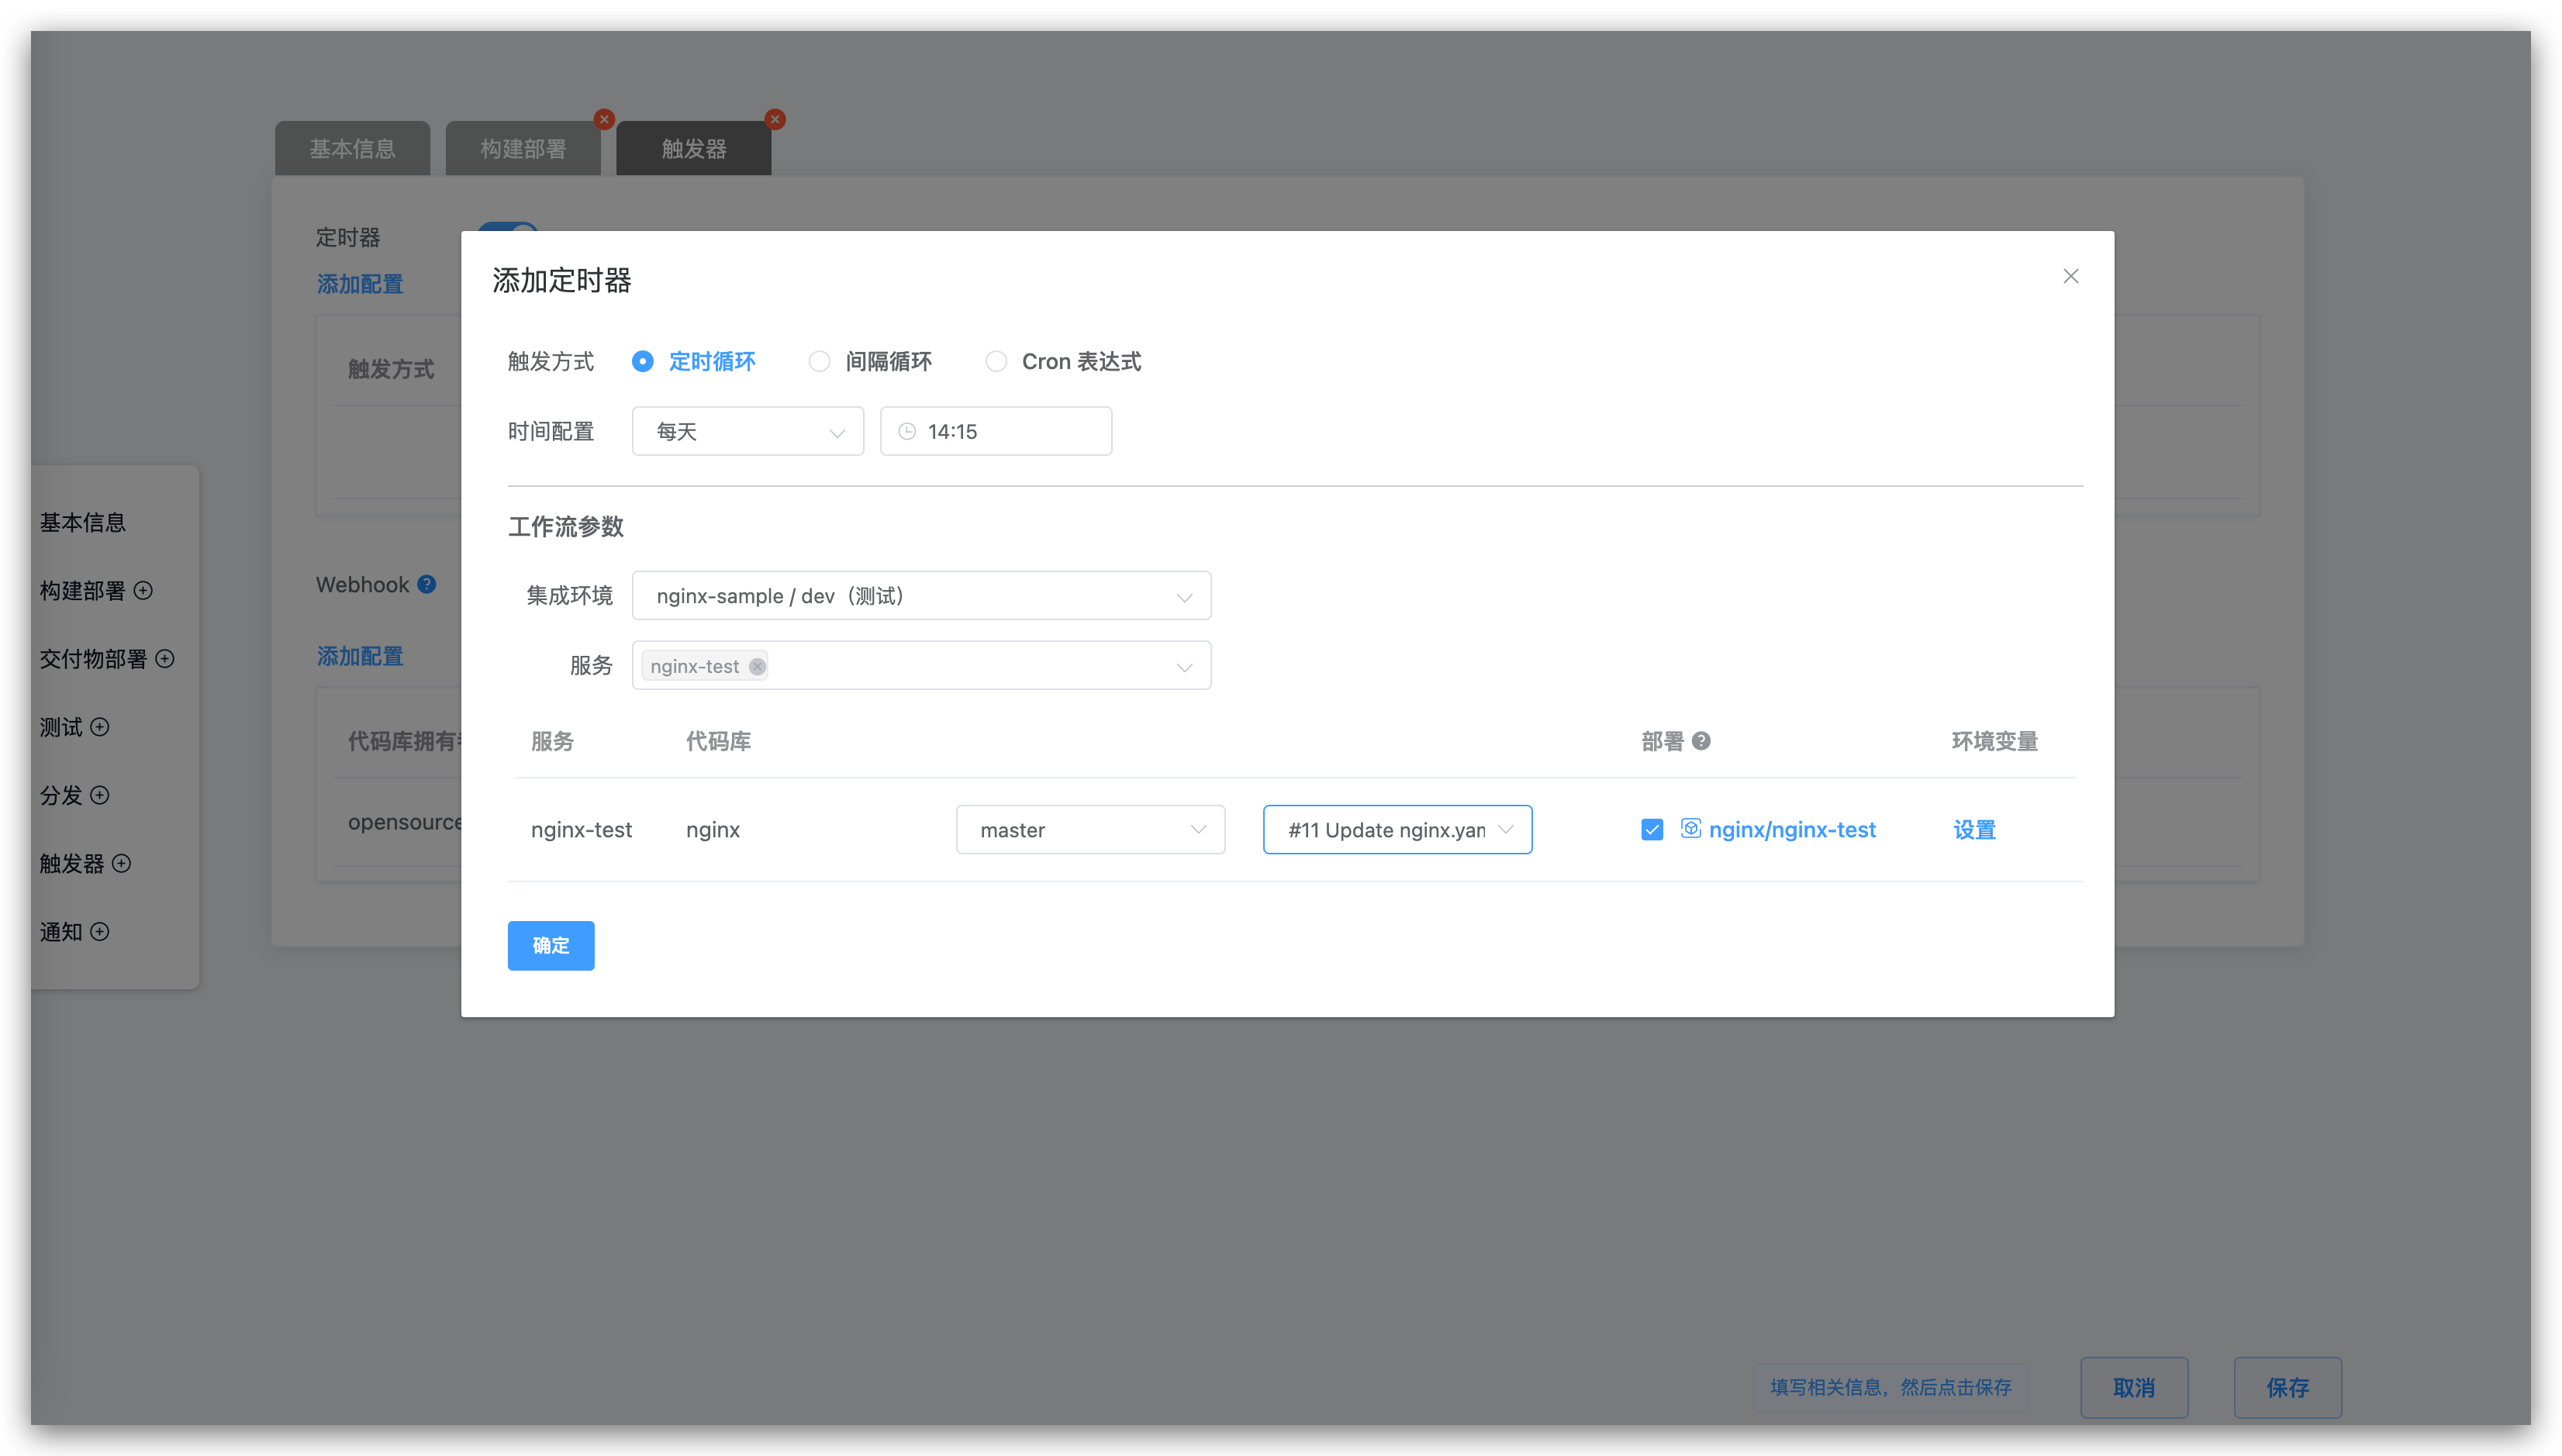 基本信息 构建部署 触发器
定时器
添加配置
触发方式
Webhook
添加配置
代码库拥有
opensource
基本信息
构建部署
交付物部署
测试
分发
触发器
通知
添加定时器
触发方式 定时循环 间隔循环 Cron 表达式
时间配置 每天 14:15
工作流参数
集成环境 nginx-sample / dev（测试）
服务 nginx-test
服务 代码库 部署 环境变量
nginx-test nginx master #11 Update nginx.yam nginx/nginx-test 设置
确定
填写相关信息，然后点击保存 取消 保存